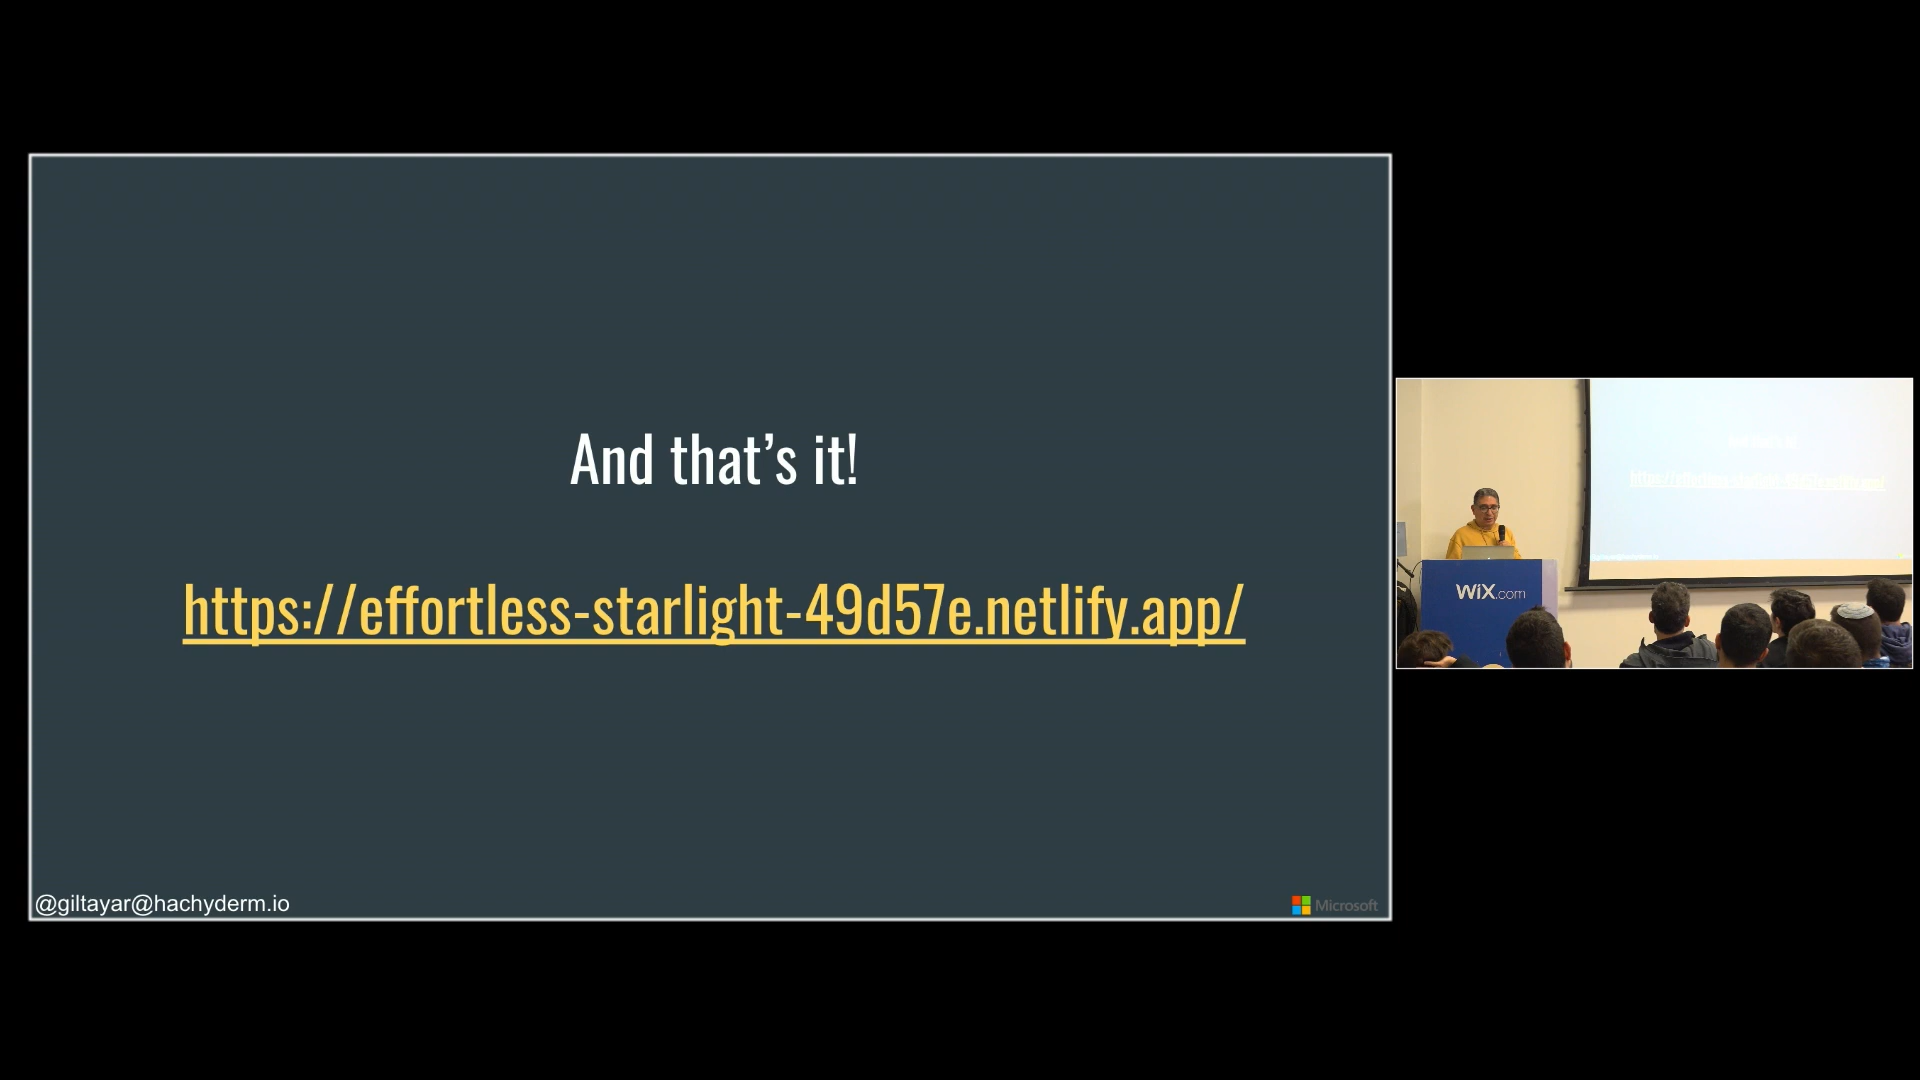 And that’s it!
https://effortless-starlight-49d57e.netlify.app/
@giltayar@hachyderm.io
Microsoft
WiX.com